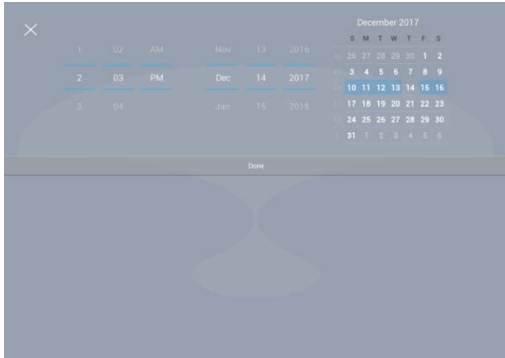 December 2017
S M T W T F S
1 02 AM Nov 13 2016
26 27 28 29 30 1 2
3 4 5 6 7 8 9
2 03 PM Dec 14 2017
10 11 12 13 14 15 16
3 04 Jan 15 2018
17 18 19 20 21 22 23
24 25 26 27 28 29 30
31 1 2 3 4 5 6
Done